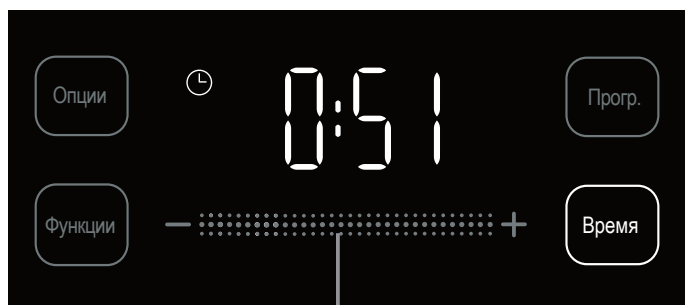 Опции
0:51
Прогр.
Функции
− +
Время